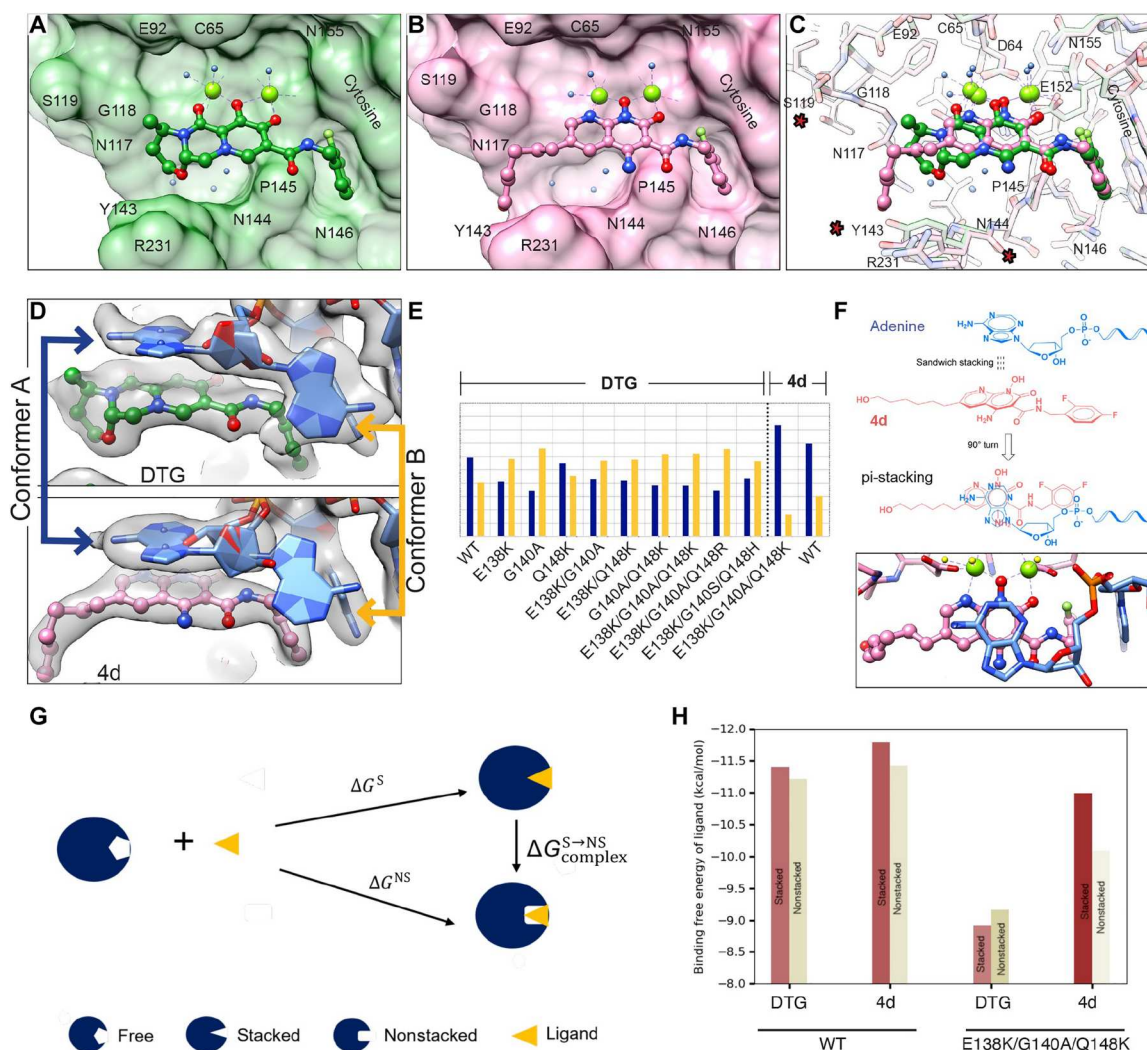 A
E92
C65
N155
S119
G118
Cytosine
N117
P145
Y143
N144
R231
N146
B
E92
C65
N155
S119
G118
Cytosine
N117
P145
Y143
N144
R231
N146
C
E92
C65
D64
N155
S119
G118
E152
Cytosine
N117
P145
Y143
N144
R231
N146
D
Conformer A
DTG
4d
Conformer B
E
DTG
4d
WT
E138K
G140A
Q148K
E138K/G140A
E138K/Q148K
G140A/Q148K
E138K/G140A/Q148K
E138K/G140A/Q148R
E138K/G140S/Q148H
E138K/G140A/Q148K
WT
F
Adenine
Sandwich stacking
4d
90° turn
pi-stacking
G
ΔG^S
+
ΔG^NS
ΔG^S→NS_complex
Free
Stacked
Nonstacked
Ligand
H
Binding free energy of ligand (kcal/mol)
-12.0
-11.5
-11.0
-10.5
-10.0
-9.5
-9.0
-8.5
-8.0
Stacked
Nonstacked
Stacked
Nonstacked
Stacked
Nonstacked
Stacked
Nonstacked
DTG
4d
DTG
4d
WT
E138K/G140A/Q148K